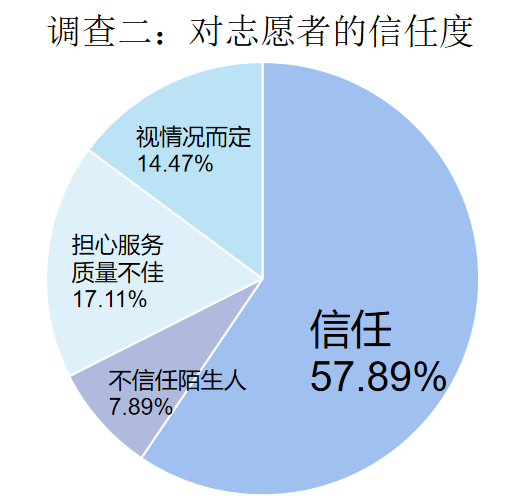 调查二：对志愿者的信任度
视情况而定
14.47%
担心服务
质量不佳
17.11%
信任
57.89%
不信任陌生人
7.89%